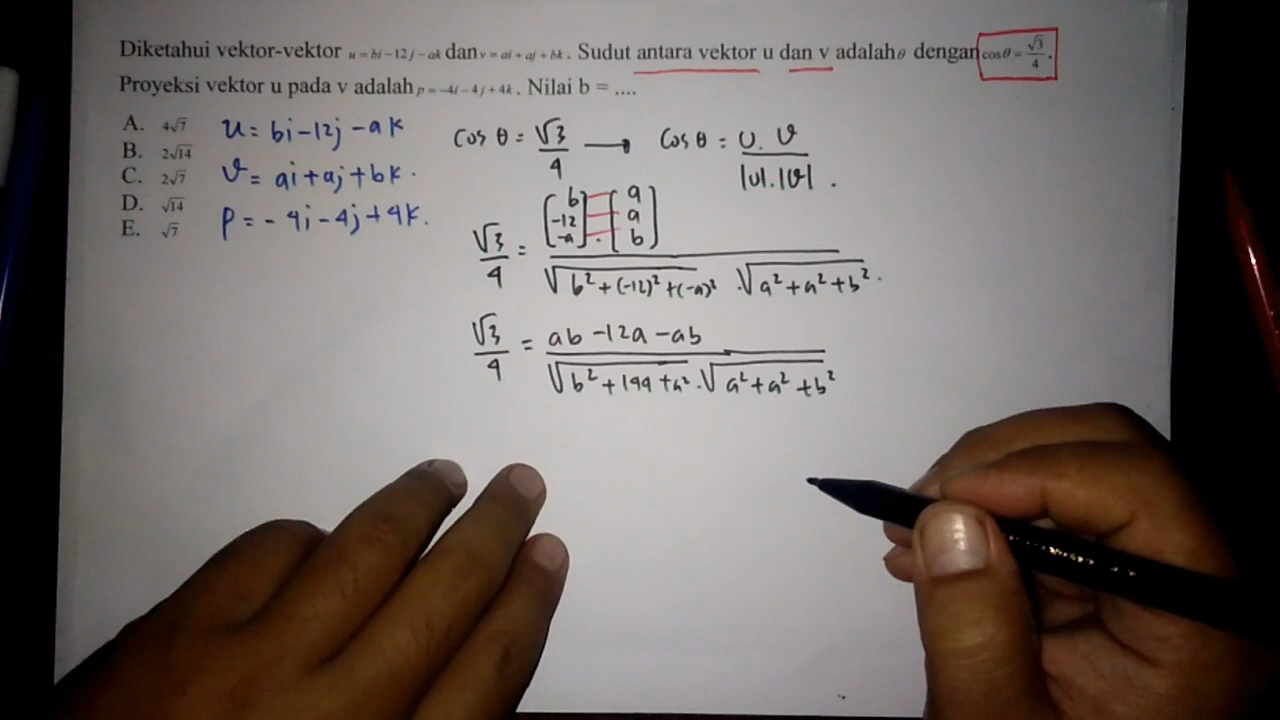 Diketahui vektor-vektor u = bi – 12 j – ak dan v = ai + aj + bk . Sudut antara vektor u dan v adalah θ dengan cosθ = √3/4 .
Proyeksi vektor u pada v adalah p = –4i – 4j + 4k . Nilai b = ....
A. 4√7
B. 2√14
C. 2√7
D. √14
E. √7
u = bi – 12j – ak
v = ai + aj + bk .
p = – 4i – 4j + 4k .
cos θ = √3/4 → cos θ = u . v / |u| . |v| .
√3/4 = [b –12 –a] . [a a b] / √b² + (–12)² + (–a)² . √a² + a² + b² .
√3/4 = ab – 12a – ab / √b² + 144 + a² . √a² + a² + b²